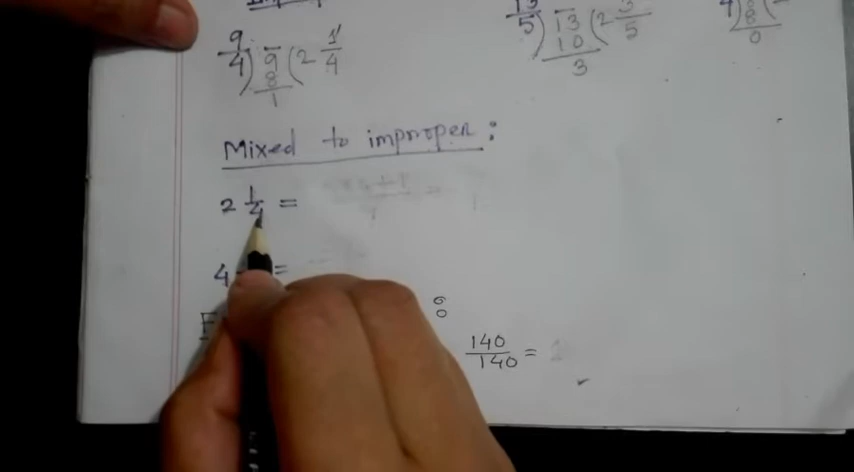 9/4) 9 (2 1/4
8
1
13/5) 13 (2 3/5
10
3
8
0
Mixed to improper:
2 1/4 =
4 =
140/140 =